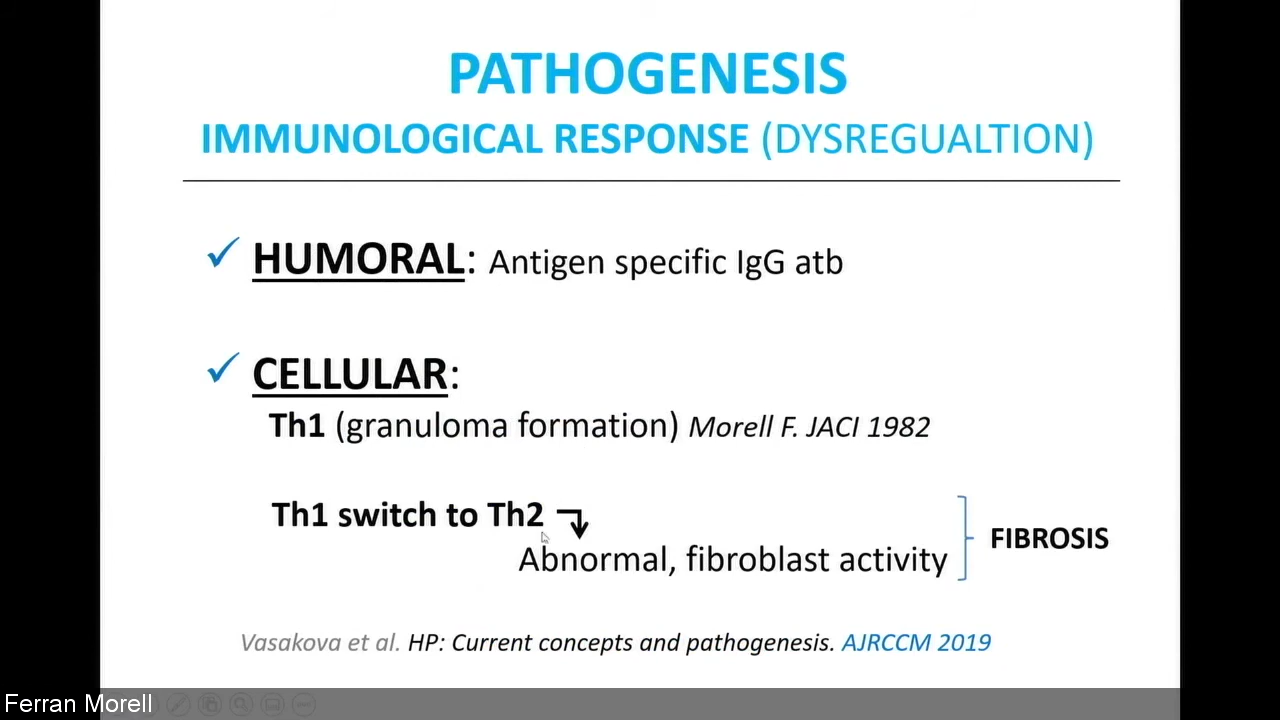 PATHOGENESIS
IMMUNOLOGICAL RESPONSE (DYSREGUALTION)
✓ HUMORAL: Antigen specific IgG atb
✓ CELLULAR:
Th1 (granuloma formation) Morell F. JACI 1982
Th1 switch to Th2
Abnormal, fibroblast activity
FIBROSIS
Vasakova et al. HP: Current concepts and pathogenesis. AJRCCM 2019
Ferran Morell